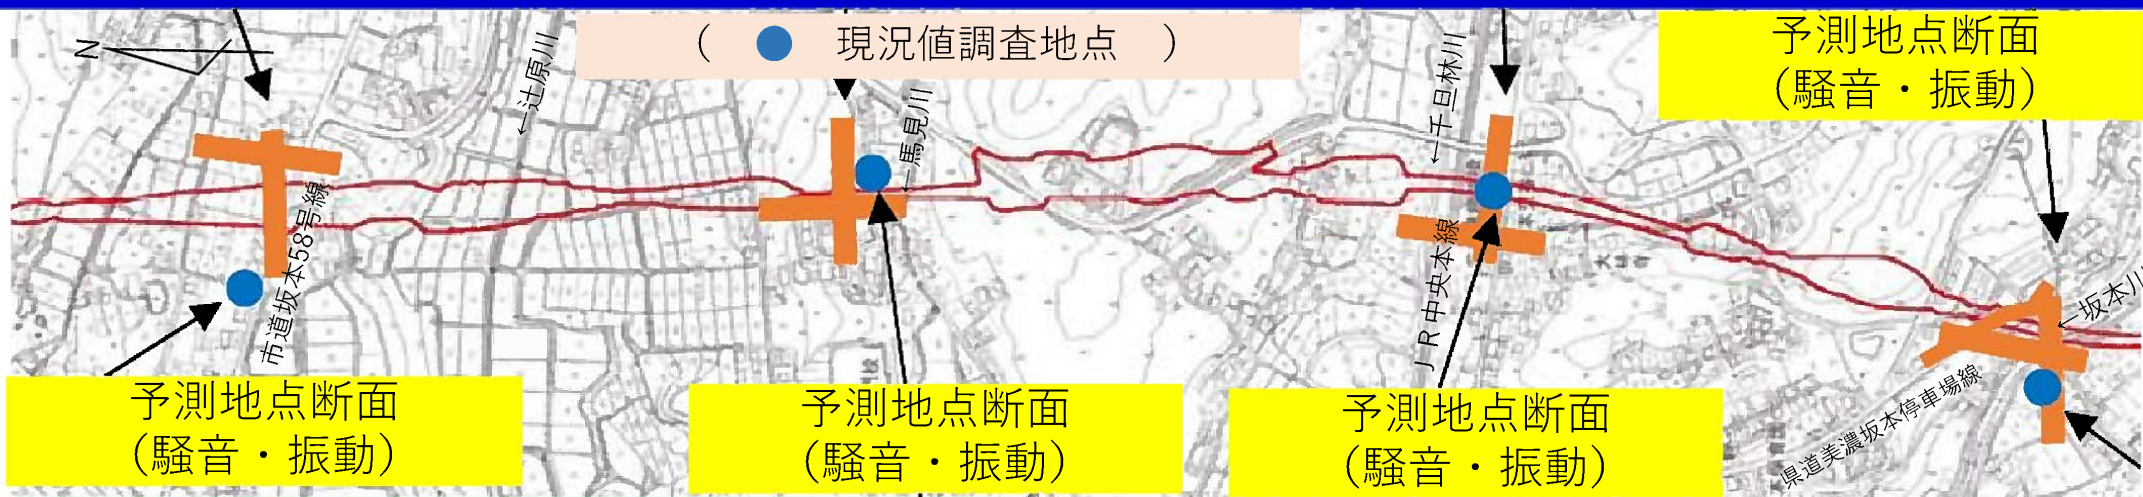 （ ● 現況値調査地点 ）
予測地点断面
（騒音・振動）
N
←辻原川
←馬見川
←千旦林川
市道坂本58号線
ＪＲ中央本線
←坂本川
県道美濃坂本停車場線
予測地点断面
（騒音・振動）
予測地点断面
（騒音・振動）
予測地点断面
（騒音・振動）